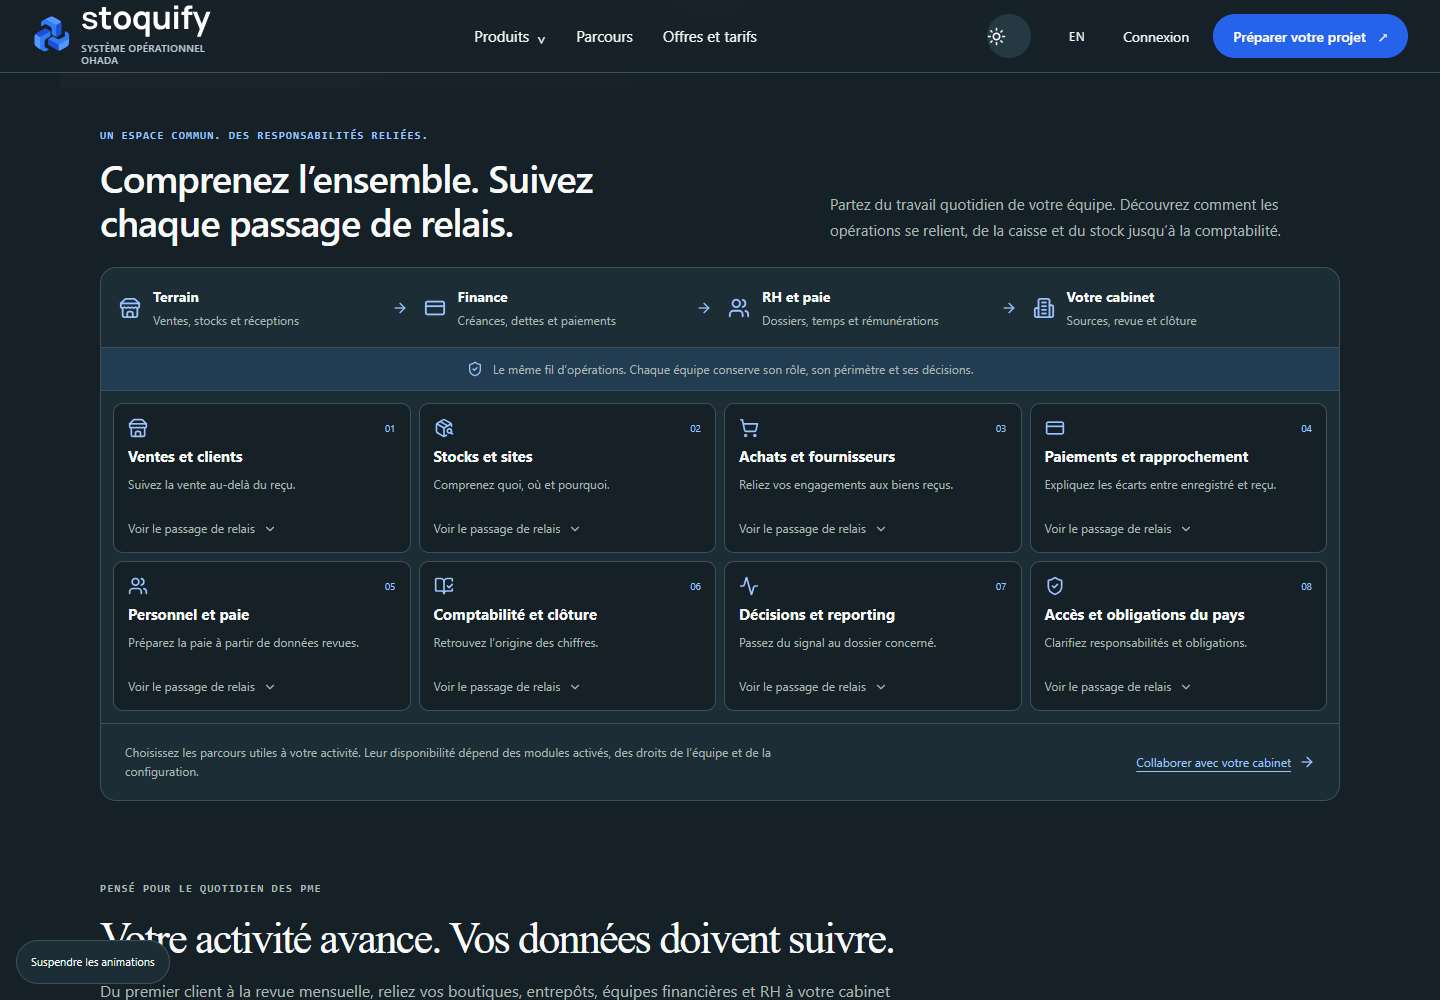 stoquify
SYSTÈME OPÉRATIONNEL
OHADA
Produits
Parcours
Offres et tarifs
EN
Connexion
Préparer votre projet ↗
UN ESPACE COMMUN. DES RESPONSABILITÉS RELIÉES.
Comprenez l’ensemble. Suivez
chaque passage de relais.
Partez du travail quotidien de votre équipe. Découvrez comment les
opérations se relient, de la caisse et du stock jusqu’à la comptabilité.
Terrain
Ventes, stocks et réceptions
Finance
Créances, dettes et paiements
RH et paie
Dossiers, temps et rémunérations
Votre cabinet
Sources, revue et clôture
Le même fil d’opérations. Chaque équipe conserve son rôle, son périmètre et ses décisions.
01
Ventes et clients
Suivez la vente au-delà du reçu.
Voir le passage de relais
02
Stocks et sites
Comprenez quoi, où et pourquoi.
Voir le passage de relais
03
Achats et fournisseurs
Reliez vos engagements aux biens reçus.
Voir le passage de relais
04
Paiements et rapprochement
Expliquez les écarts entre enregistré et reçu.
Voir le passage de relais
05
Personnel et paie
Préparez la paie à partir de données revues.
Voir le passage de relais
06
Comptabilité et clôture
Retrouvez l’origine des chiffres.
Voir le passage de relais
07
Décisions et reporting
Passez du signal au dossier concerné.
Voir le passage de relais
08
Accès et obligations du pays
Clarifiez responsabilités et obligations.
Voir le passage de relais
Choisissez les parcours utiles à votre activité. Leur disponibilité dépend des modules activés, des droits de l’équipe et de la
configuration.
Collaborer avec votre cabinet
PENSÉ POUR LE QUOTIDIEN DES PME
Votre activité avance. Vos données doivent suivre.
Suspendre les animations
Du premier client à la revue mensuelle, reliez vos boutiques, entrepôts, équipes financières et RH à votre cabinet